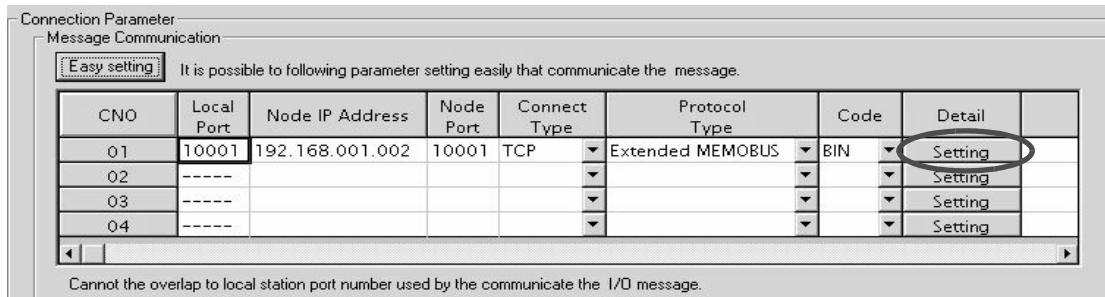 Connection Parameter
Message Communication
Easy setting It is possible to following parameter setting easily that communicate the message.
CNO Local Port Node IP Address Node Port Connect Type Protocol Type Code Detail
01 10001 192.168.001.002 10001 TCP Extended MEMOBUS BIN Setting
02 ----- Setting
03 ----- Setting
04 ----- Setting
Cannot the overlap to local station port number used by the communicate the I/O message.